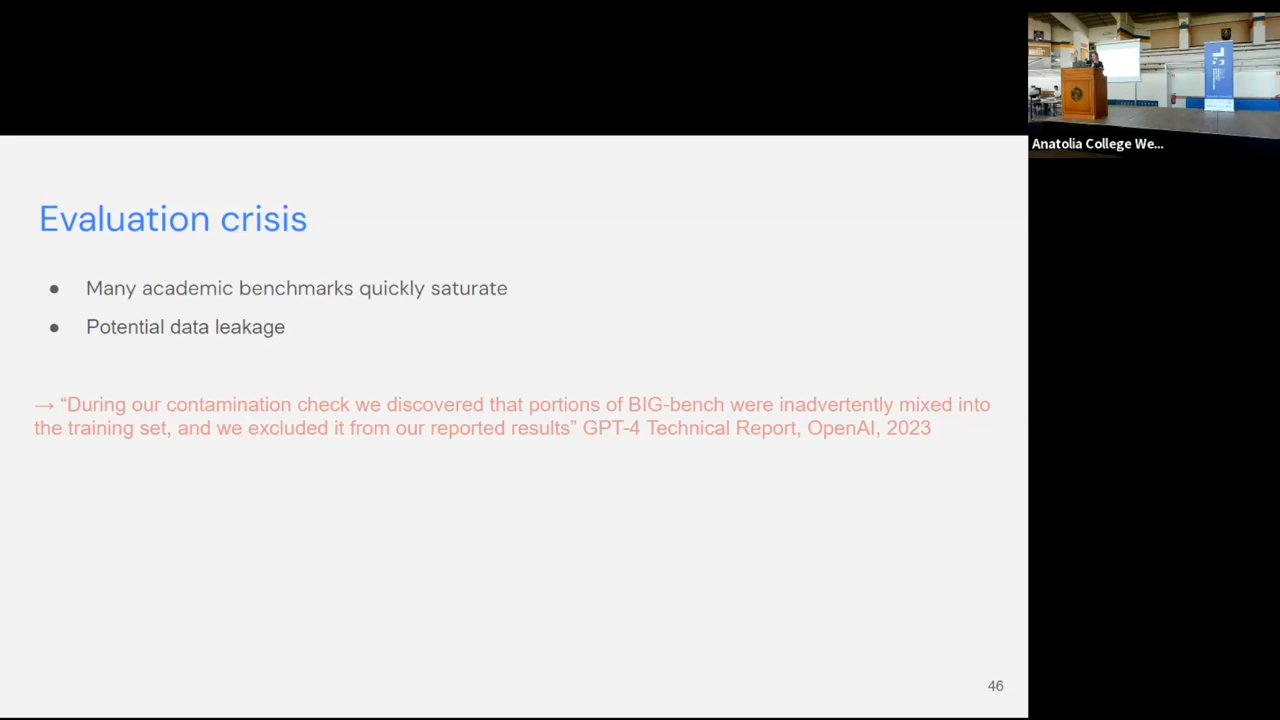 Evaluation crisis
● Many academic benchmarks quickly saturate
● Potential data leakage
→ “During our contamination check we discovered that portions of BIG-bench were inadvertently mixed into
the training set, and we excluded it from our reported results” GPT-4 Technical Report, OpenAI, 2023
46
Anatolia College We...